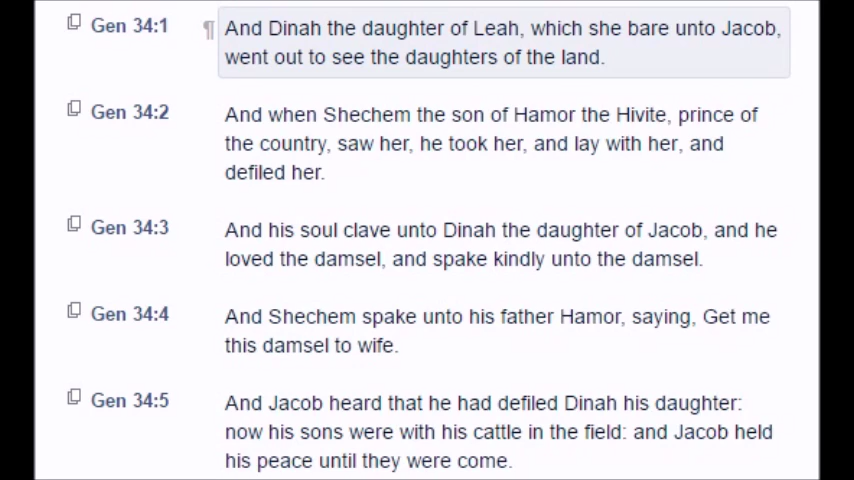 Gen 34:1 ¶ And Dinah the daughter of Leah, which she bare unto Jacob,
went out to see the daughters of the land.
Gen 34:2 And when Shechem the son of Hamor the Hivite, prince of
the country, saw her, he took her, and lay with her, and
defiled her.
Gen 34:3 And his soul clave unto Dinah the daughter of Jacob, and he
loved the damsel, and spake kindly unto the damsel.
Gen 34:4 And Shechem spake unto his father Hamor, saying, Get me
this damsel to wife.
Gen 34:5 And Jacob heard that he had defiled Dinah his daughter:
now his sons were with his cattle in the field: and Jacob held
his peace until they were come.